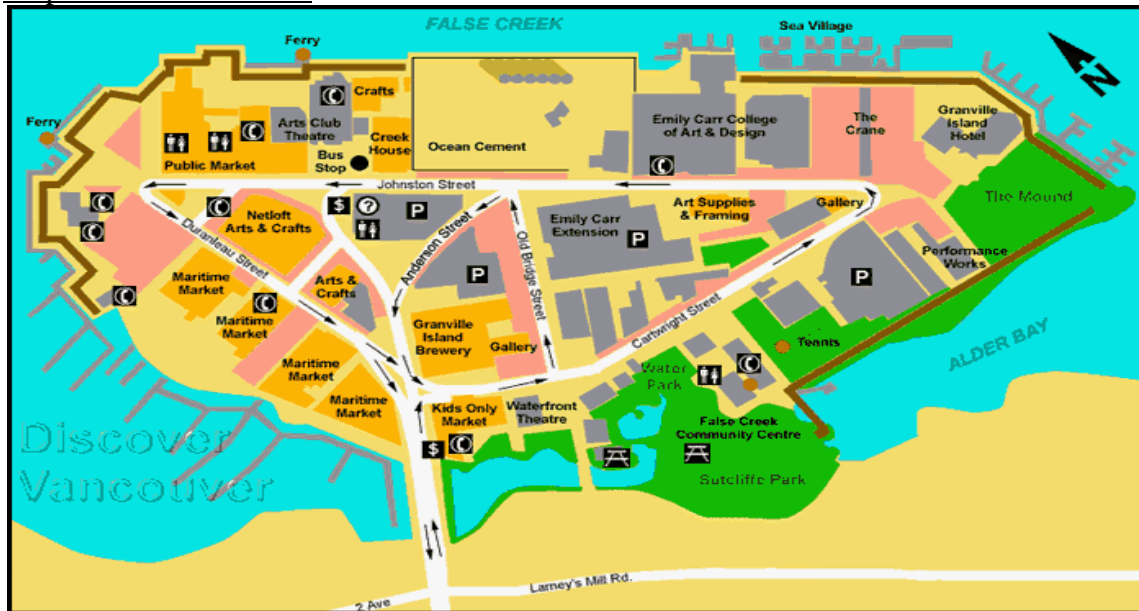 FALSE CREEK
Sea Village
Ferry
N
Crafts
Arts Club
Theatre
Emily Carr College
of Art & Design
The
Crane
Granville
Island
Hotel
Ferry
Creek
House
Ocean Cement
Public Market
Bus
Stop
Johnston Street
The Mound
Netloft
Arts & Crafts
$
?
P
Anderson Street
Old Bridge Street
Emily Carr
Extension
P
Art Supplies
& Framing
Gallery
Duranleau Street
Performance
Works
Maritime
Market
Arts &
Crafts
P
P
Maritime
Market
Granville
Island
Brewery
Gallery
Cartwright Street
Tennis
ALDER BAY
Maritime
Market
Water
Park
Maritime
Market
Kids Only
Market
Waterfront
Theatre
$
False Creek
Community Centre
Sutcliffe Park
Discover
Vancouver
Lamey's Mill Rd.
2 Ave